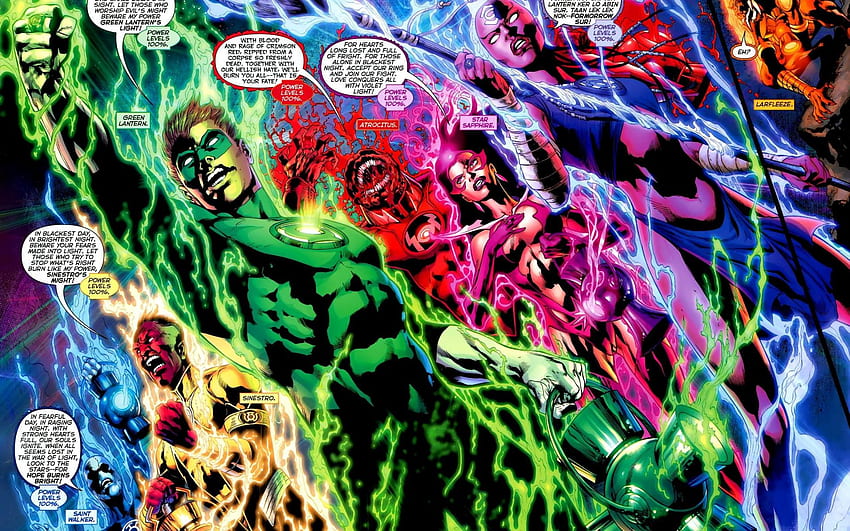 SIGHT. LET THOSE WHO
WORSHIP EVIL'S MIGHT
BEWARE MY POWER
GREEN LANTERN'S
LIGHT!
POWER
LEVELS
100%.
GREEN
LANTERN.
WITH BLOOD
AND RAGE OF CRIMSON
RED, RIPPED FROM A
CORPSE SO FRESHLY
DEAD, TOGETHER WITH
OUR HELLISH HATE, WE'LL
BURN YOU ALL--THAT IS
YOUR FATE!
POWER
LEVELS
100%.
ATROCITUS.
FOR HEARTS
LONG LOST AND FULL
OF FRIGHT, FOR THOSE
ALONE IN BLACKEST
NIGHT, ACCEPT OUR RING
AND JOIN OUR FIGHT,
LOVE CONQUERS ALL
WITH VIOLET
LIGHT!
POWER
LEVELS
100%.
STAR
SAPPHIRE.
LANTERN KER LO ABIN
SUR, TAAN LEK LEK
NOK--FORMORROW
SUR!
POWER
LEVELS
100%.
EH?
LARFLEEZE.
IN BLACKEST DAY,
IN BRIGHTEST NIGHT,
BEWARE YOUR FEARS
MADE INTO LIGHT. LET
THOSE WHO TRY TO
STOP WHAT'S RIGHT
BURN LIKE MY POWER,
SINESTRO'S
MIGHT!
POWER
LEVELS
100%.
SINESTRO.
IN FEARFUL
DAY, IN RAGING
NIGHT, WITH
STRONG HEARTS
FULL, OUR SOULS
IGNITE, WHEN ALL
SEEMS LOST IN
THE WAR OF LIGHT,
LOOK TO THE
STARS--FOR
HOPE BURNS
BRIGHT!
POWER
LEVELS
100%.
SAINT
WALKER.